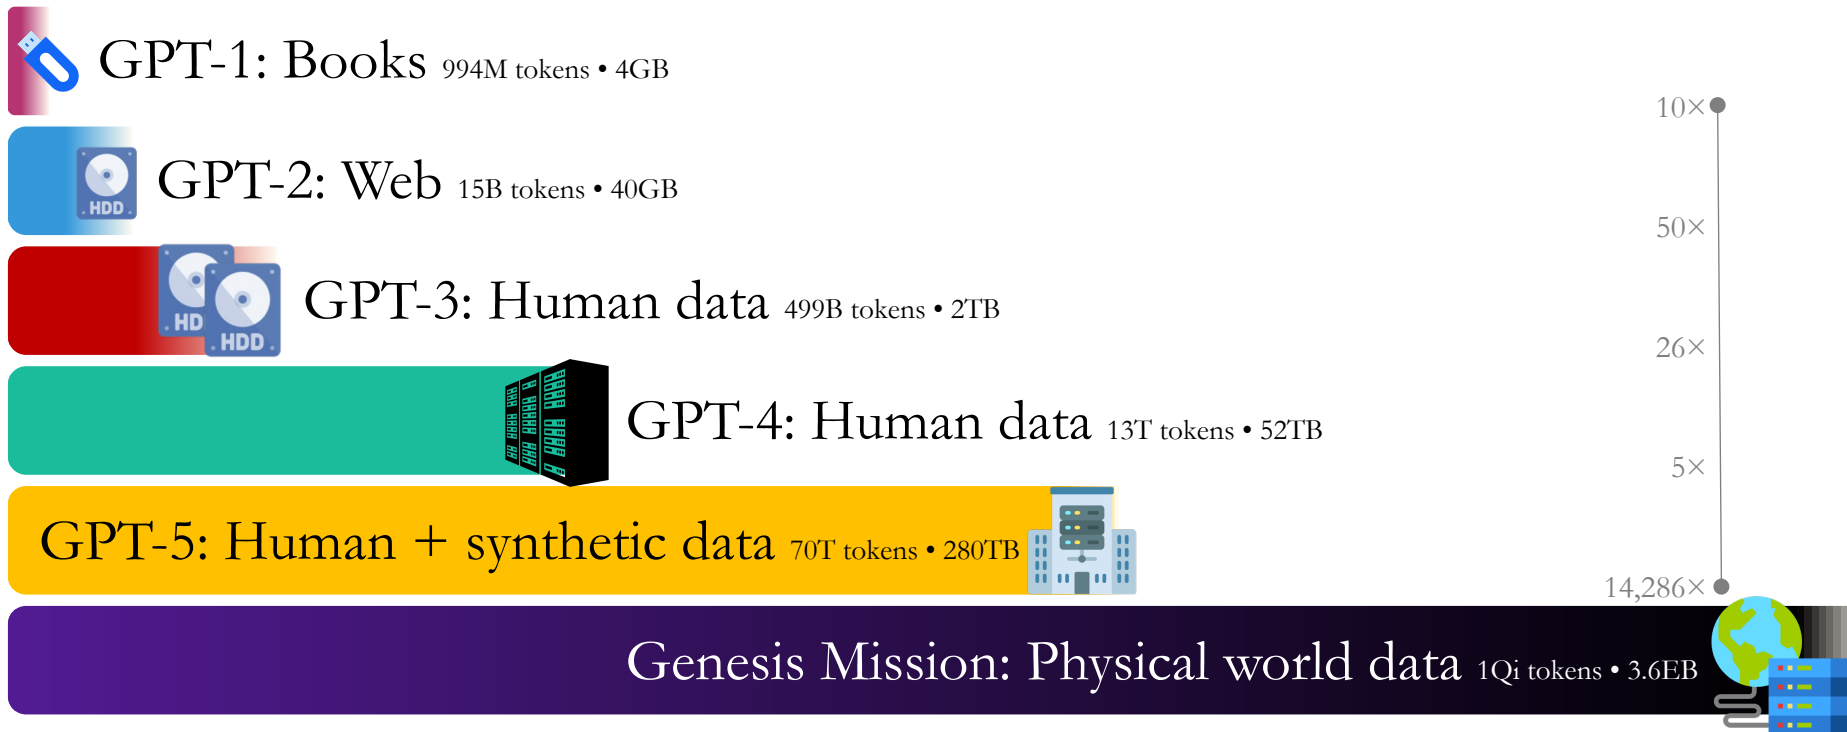 GPT-1: Books 994M tokens • 4GB
10×
GPT-2: Web 15B tokens • 40GB
HDD
50×
GPT-3: Human data 499B tokens • 2TB
HD
HDD
26×
GPT-4: Human data 13T tokens • 52TB
5×
GPT-5: Human + synthetic data 70T tokens • 280TB
14,286×
Genesis Mission: Physical world data 1Qi tokens • 3.6EB